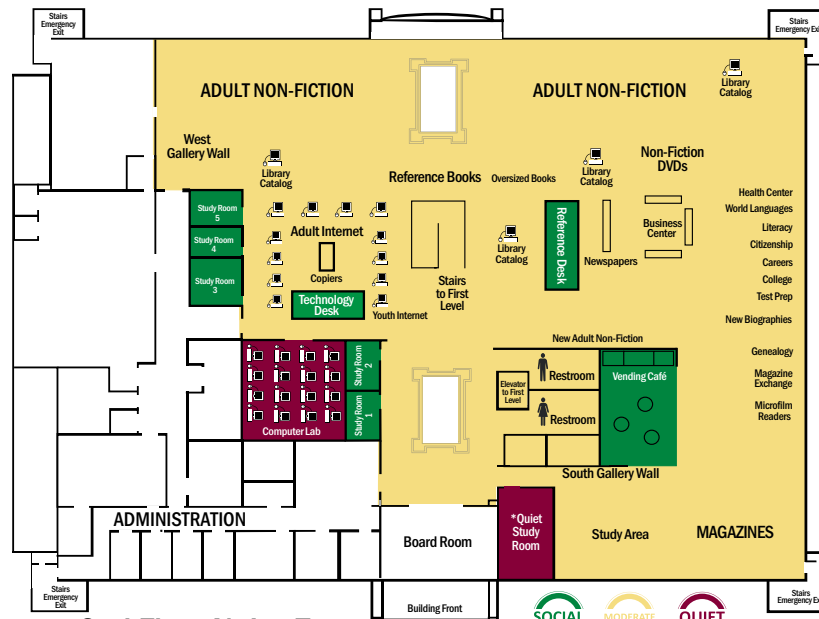 Stairs
Emergency
Exit
Stairs
Emergency Exit
ADULT NON-FICTION
ADULT NON-FICTION
Library
Catalog
West
Gallery Wall
Library
Catalog
Reference Books
Oversized Books
Library
Catalog
Non-Fiction
DVDs
Study Room
5
Study Room
4
Study Room
3
Adult Internet
Copiers
Technology
Desk
Youth Internet
Stairs
to First
Level
Library
Catalog
Reference Desk
Newspapers
Business
Center
Health Center
World Languages
Literacy
Citizenship
Careers
College
Test Prep
New Biographies
Genealogy
Magazine
Exchange
Microfilm
Readers
New Adult Non-Fiction
Computer Lab
Study Room
2
Study Room
1
Elevator
to First
Level
Restroom
Restroom
Vending Café
South Gallery Wall
ADMINISTRATION
Board Room
*Quiet
Study
Room
Study Area
MAGAZINES
Stairs
Emergency
Exit
Building Front
Stairs
Emergency Exit
SOCIAL
MODERATE
QUIET